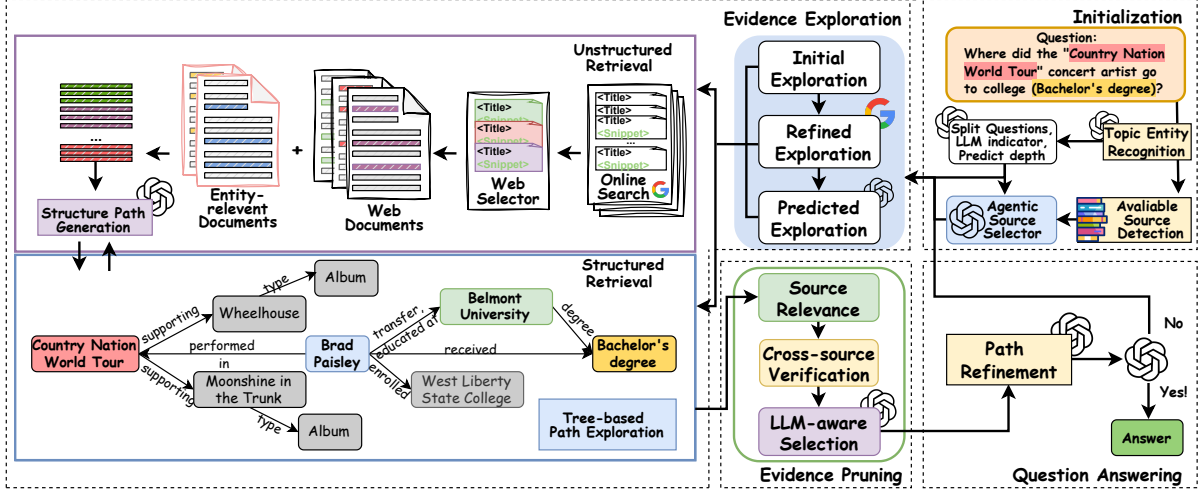 Evidence Exploration
Initialization
Unstructured
Retrieval
Question:
Where did the "Country Nation
World Tour" concert artist go
to college (Bachelor's degree)?
Initial
Exploration
Refined
Exploration
Predicted
Exploration
Split Questions,
LLM indicator,
Predict depth
Topic Entity
Recognition
Agentic
Source
Selector
Avaliable
Source
Detection
<Title>
<Snippet>
<Title>
<Snippet>
<Title>
<Snippet>
Web
Selector
<Title>
<Title>
<Title>
<Snippet>
...
<Title>
<Snippet>
Online
Search
...
+
Entity-
relevent
Documents
Web
Documents
Structure Path
Generation
Structured
Retrieval
type
Album
supporting
Wheelhouse
Country Nation
World Tour
performed
in
Brad
Paisley
transfer,
educated at
Belmont
University
degree
received
Bachelor's
degree
enrolled
West Liberty
State College
supporting
Moonshine in
the Trunk
type
Album
Tree-based
Path Exploration
Source
Relevance
Cross-source
Verification
LLM-aware
Selection
Evidence Pruning
Path
Refinement
No
Yes!
Answer
Question Answering